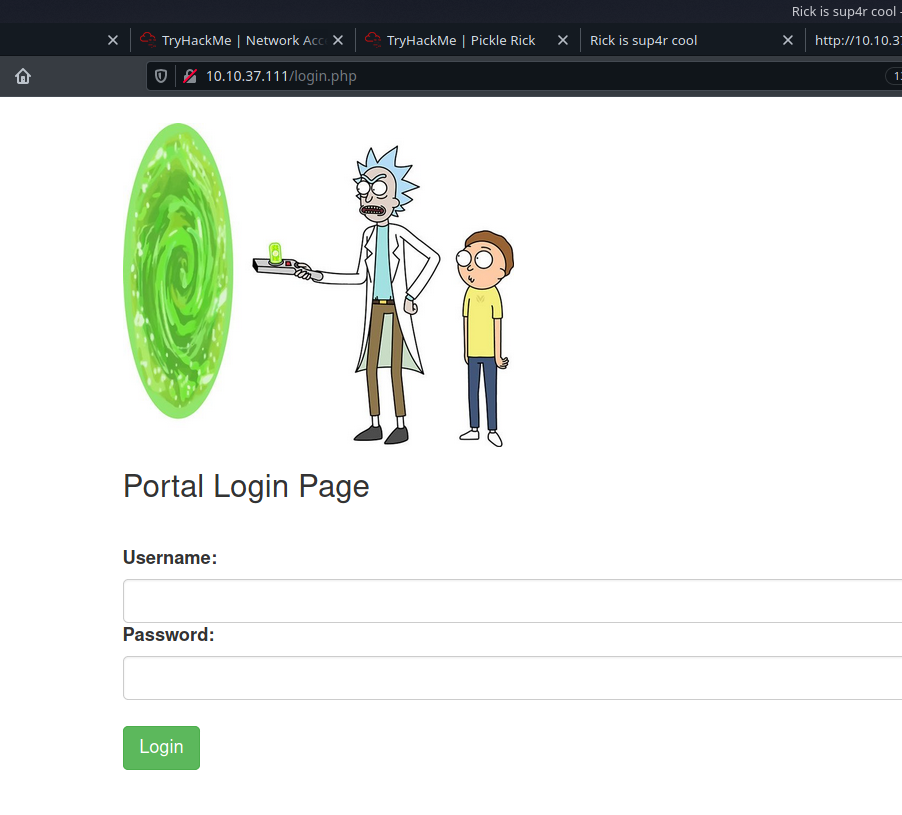 Rick is sup4r cool -
TryHackMe | Network Acc
TryHackMe | Pickle Rick
Rick is sup4r cool
http://10.10.37
10.10.37.111/login.php
Portal Login Page
Username:
Password:
Login